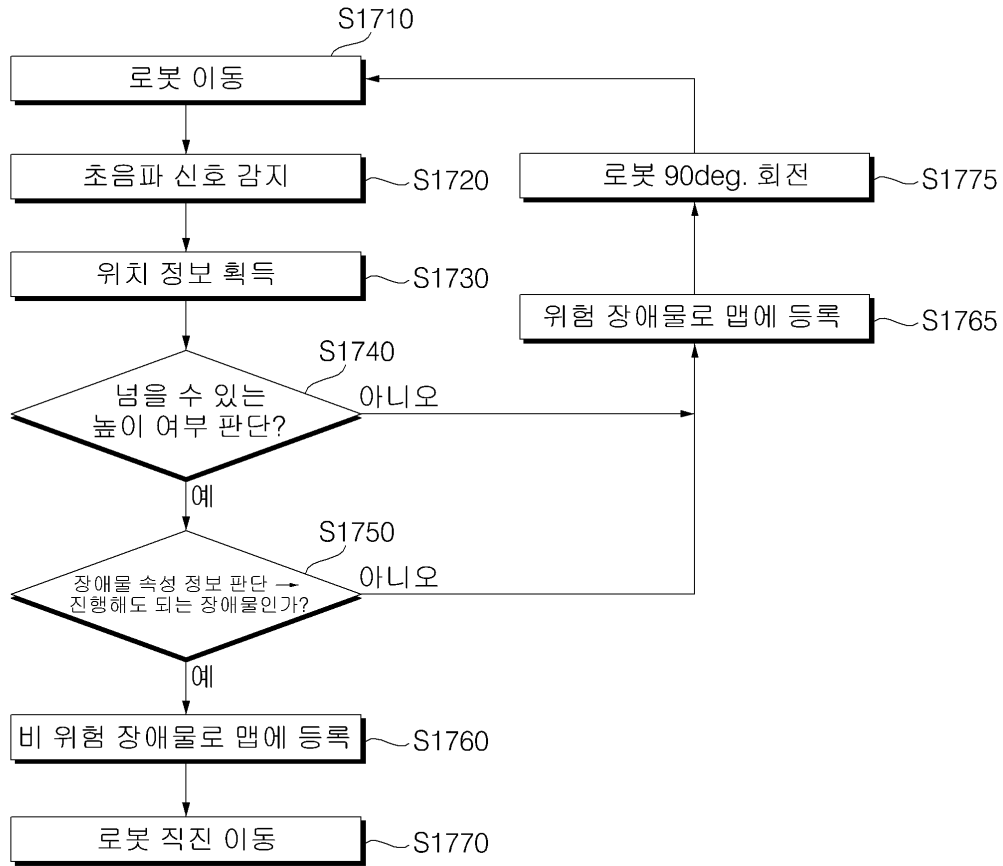 S1710
로봇 이동
초음파 신호 감지
S1720
로봇 90deg. 회전
S1775
위치 정보 획득
S1730
위험 장애물로 맵에 등록
S1765
S1740
넘을 수 있는
높이 여부 판단?
아니오
예
S1750
장애물 속성 정보 판단 →
진행해도 되는 장애물인가?
아니오
예
비 위험 장애물로 맵에 등록
S1760
로봇 직진 이동
S1770